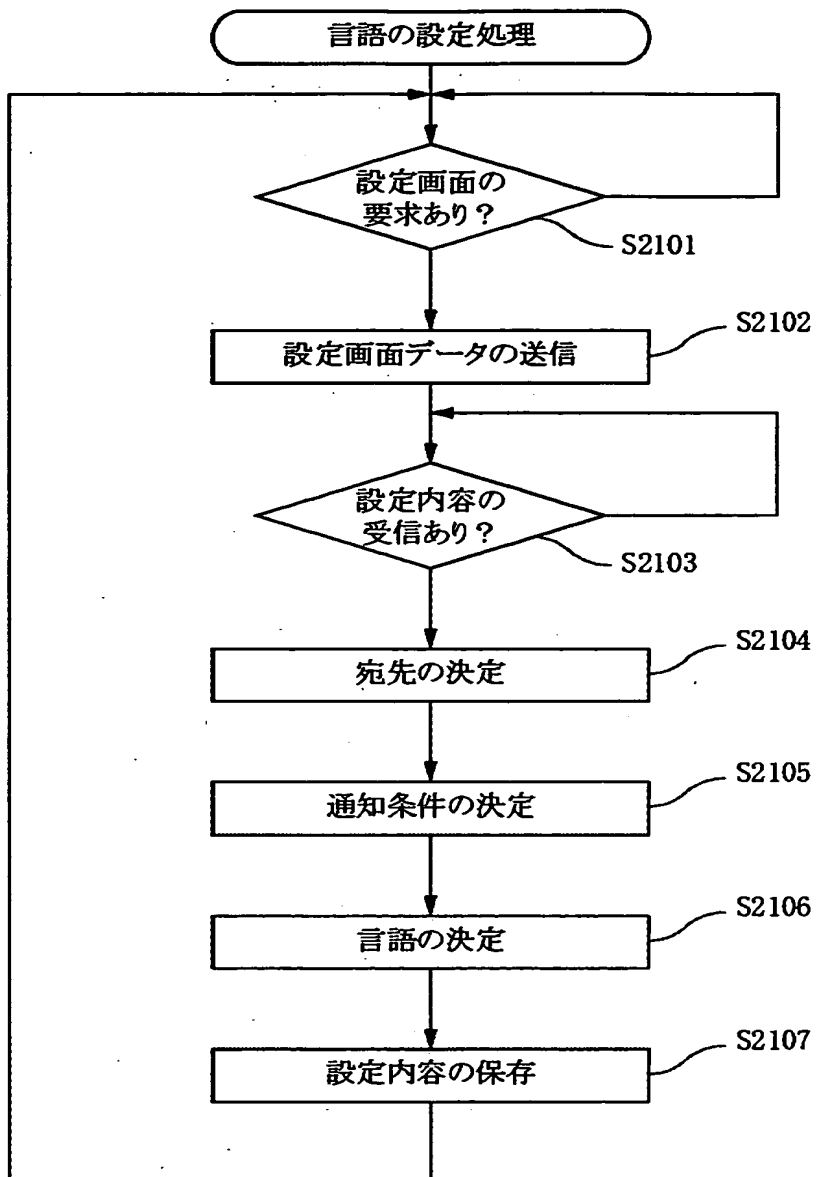 言語の設定処理
設定画面の
要求あり?
S2101
S2102
設定画面データの送信
設定内容の
受信あり?
S2103
S2104
宛先の決定
S2105
通知条件の決定
S2106
言語の決定
S2107
設定内容の保存